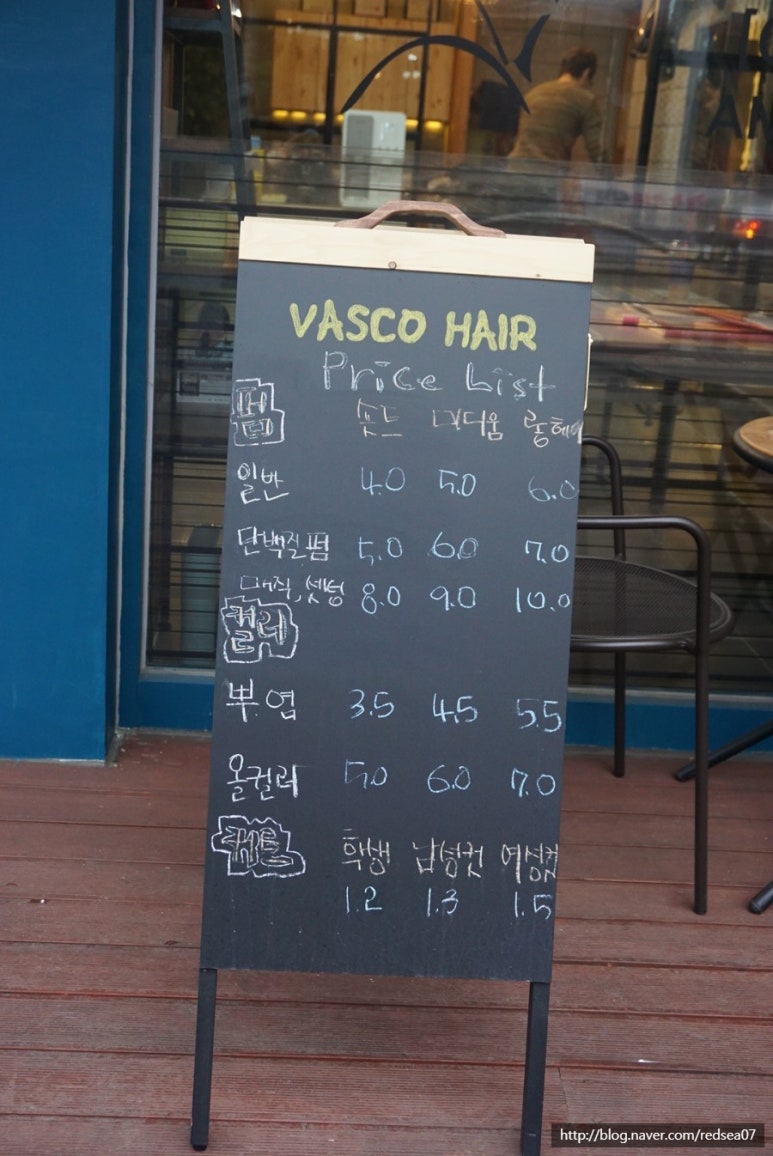 VASCO HAIR
Price List
펌 숏트 미디움 롱헤어
일반 4.0 5.0 6.0
단백질펌 5.0 6.0 7.0
매직,셋팅 8.0 9.0 10.0
컬러
뿌염 3.5 4.5 5.5
올컬러 5.0 6.0 7.0
커트 학생 남성컷 여성컷
1.2 1.3 1.5
AN
http://blog.naver.com/redsea07